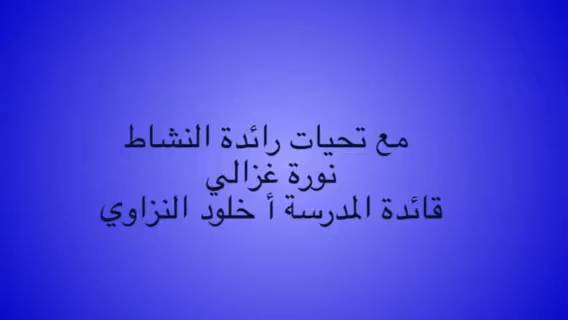 مع تحيات رائدة النشاط
نورة غزالي
قائدة المدرسة أ خلود النزاوي